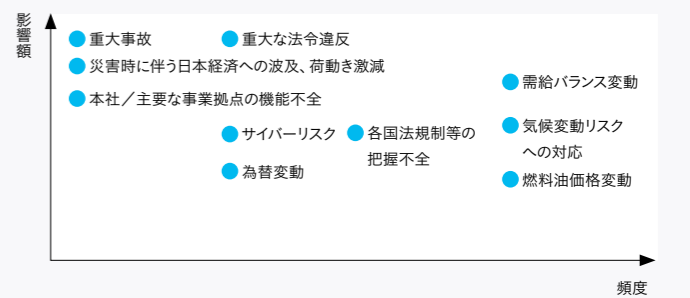 影響額
重大事故
重大な法令違反
災害時に伴う日本経済への波及、荷動き激減
需給バランス変動
本社／主要な事業拠点の機能不全
サイバーリスク
各国法規制等の
把握不全
気候変動リスク
への対応
為替変動
燃料油価格変動
頻度